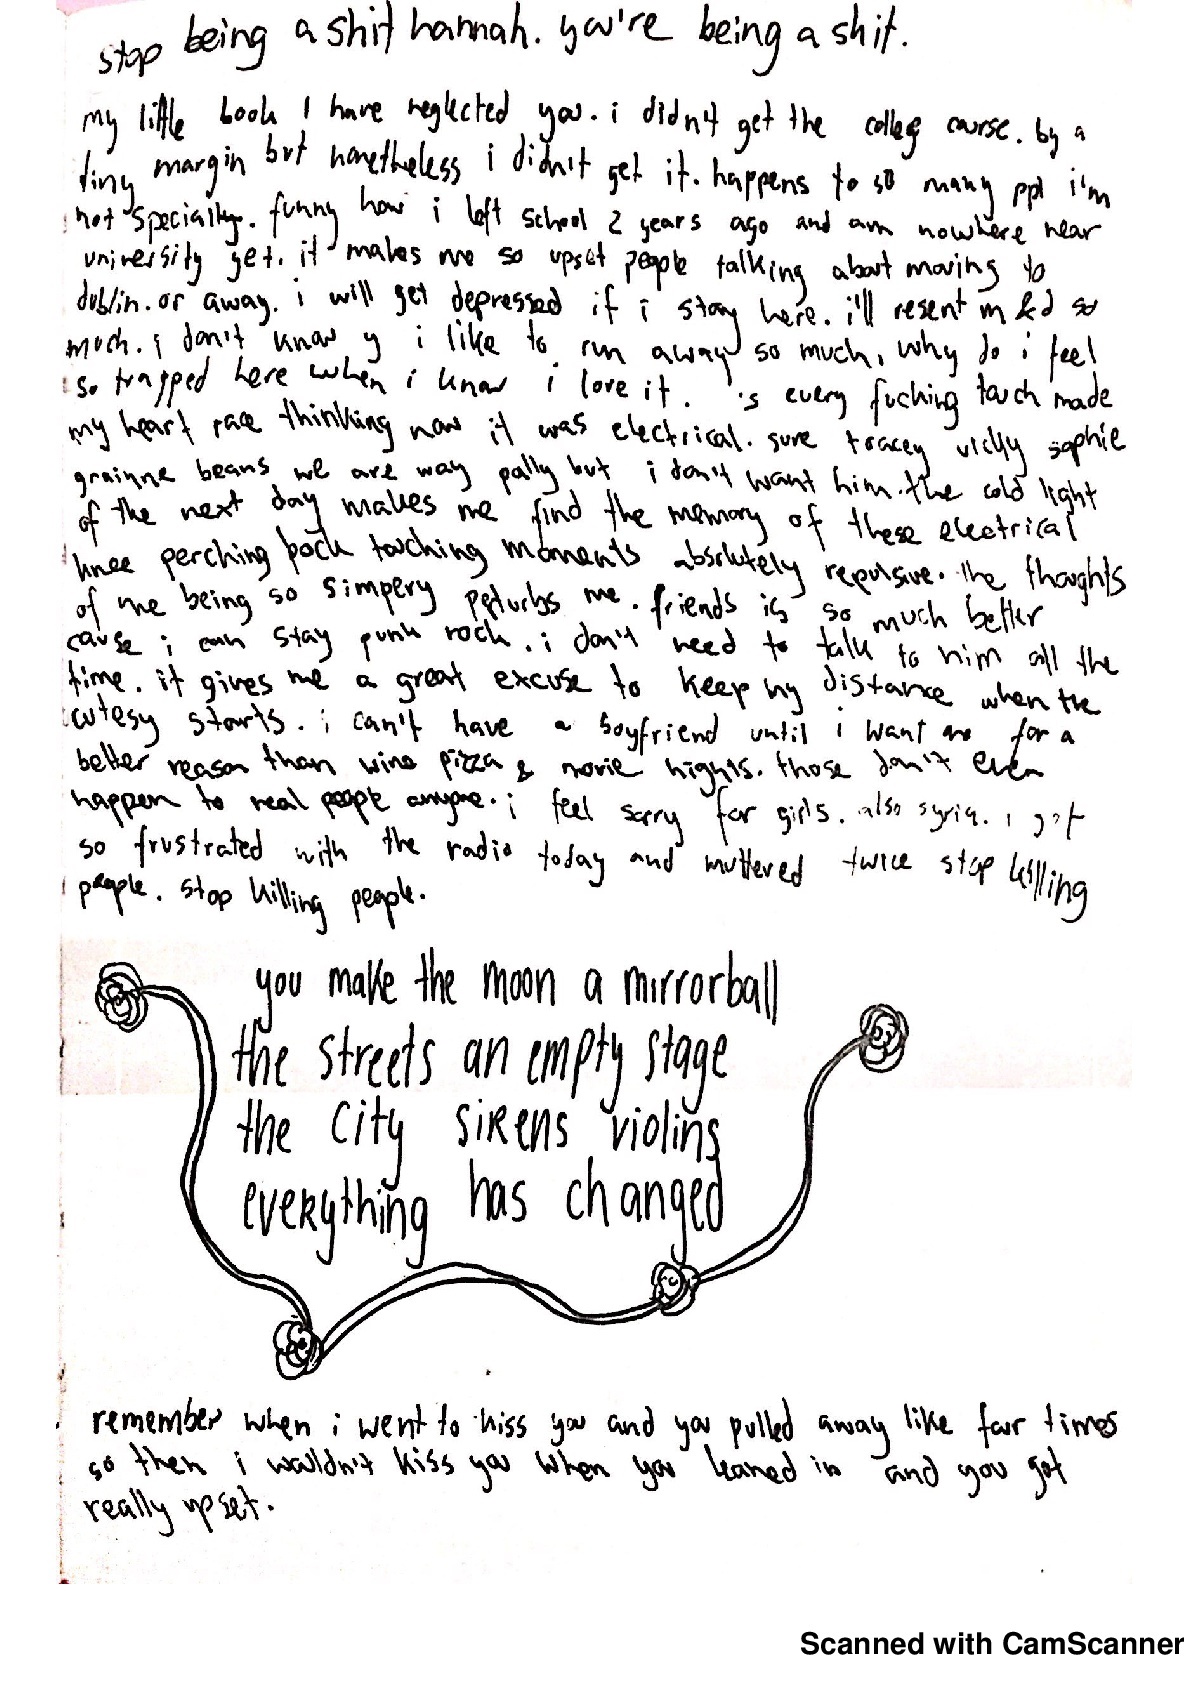 stop being a shit hannah. you're being a shit.
my little book I have neglected you. i didn't get the colleg course. by a
tiny margin but nonetheless i didn't get it. happens to so many ppl i'm
not specially. funny how i left school 2 years ago and am nowhere near
university yet. it makes me so upset people talking about moving to
dublin. or away. i will get depressed if i stay here. i'll resent m & d so
much. i don't know y i like to run away so much, why do i feel
so trapped here when i know i love it. 's every fucking touch made
my heart race thinking now it was electrical. sure tracey vicky sophie
grainne beans we are way pally but i don't want him. the cold light
of the next day makes me find the memory of these electrical
knee perching back touching moments absolutely repulsive. the thoughts
of me being so simpery peturbs me. friends is so much better
cause i can stay punk rock. i don't need to talk to him all the
time. it gives me a great excuse to keep my distance when the
cutesy starts. i can't have a boyfriend until i want one for a
better reason than wine pizza & movie nights. those don't even
happen to real people anymore. i feel sorry for girls. also syria. i got
so frustrated with the radio today and muttered twice stop killing
people. stop killing people.
you make the moon a mirrorball
the streets an empty stage
the city sirens violins
everything has changed
remember when i went to kiss you and you pulled away like four times
so then i wouldn't kiss you when you leaned in and you got
really upset.
Scanned with CamScanner